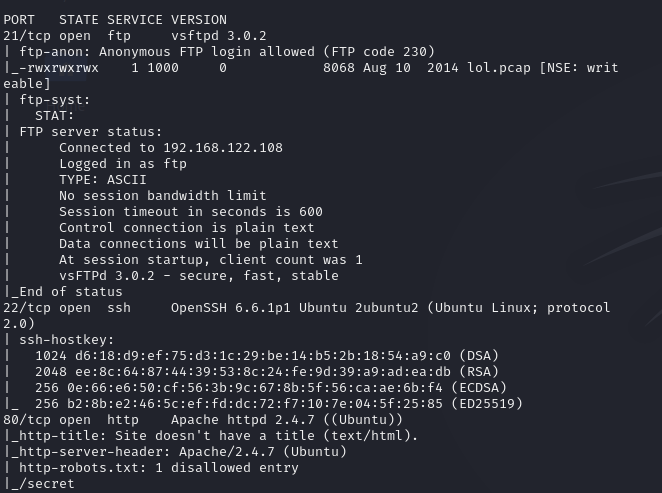 PORT   STATE SERVICE VERSION
21/tcp open  ftp     vsftpd 3.0.2
| ftp-anon: Anonymous FTP login allowed (FTP code 230)
|_-rwxrwxrwx    1 1000     0            8068 Aug 10  2014 lol.pcap [NSE: writ
eable]
| ftp-syst:
|   STAT:
| FTP server status:
|      Connected to 192.168.122.108
|      Logged in as ftp
|      TYPE: ASCII
|      No session bandwidth limit
|      Session timeout in seconds is 600
|      Control connection is plain text
|      Data connections will be plain text
|      At session startup, client count was 1
|      vsFTPd 3.0.2 - secure, fast, stable
|_End of status
22/tcp open  ssh     OpenSSH 6.6.1p1 Ubuntu 2ubuntu2 (Ubuntu Linux; protocol
2.0)
| ssh-hostkey:
|   1024 d6:18:d9:ef:75:d3:1c:29:be:14:b5:2b:18:54:a9:c0 (DSA)
|   2048 ee:8c:64:87:44:39:53:8c:24:fe:9d:39:a9:ad:ea:db (RSA)
|   256 0e:66:e6:50:cf:56:3b:9c:67:8b:5f:56:ca:ae:6b:f4 (ECDSA)
|_  256 b2:8b:e2:46:5c:ef:fd:dc:72:f7:10:7e:04:5f:25:85 (ED25519)
80/tcp open  http    Apache httpd 2.4.7 ((Ubuntu))
|_http-title: Site doesn't have a title (text/html).
|_http-server-header: Apache/2.4.7 (Ubuntu)
| http-robots.txt: 1 disallowed entry
|_/secret